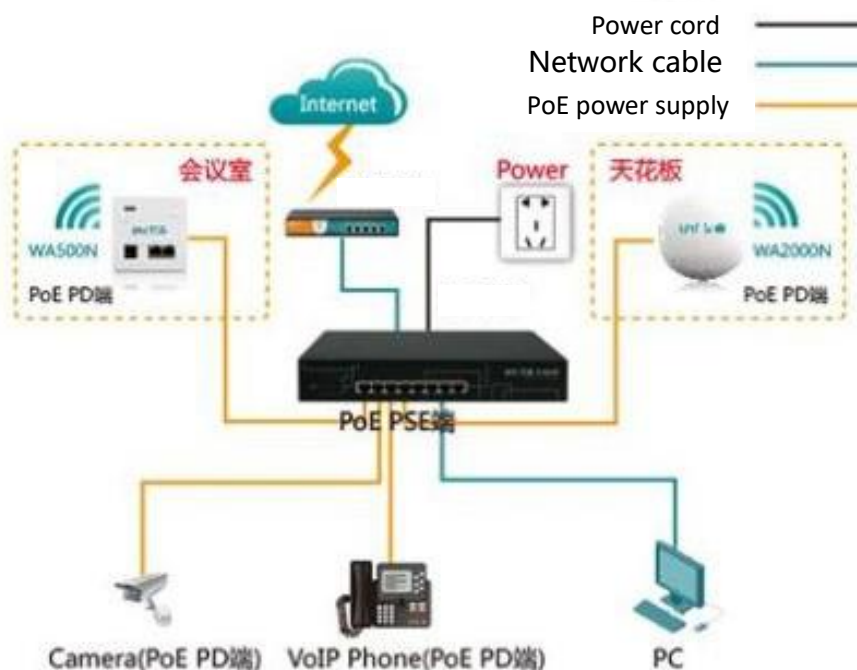 Power cord
Network cable
PoE power supply
Internet
会议室
Power
天花板
WA500N
WA2000N
PoE PD端
PoE PD端
PoE PSE端
Camera(PoE PD端)
VoIP Phone(PoE PD端)
PC